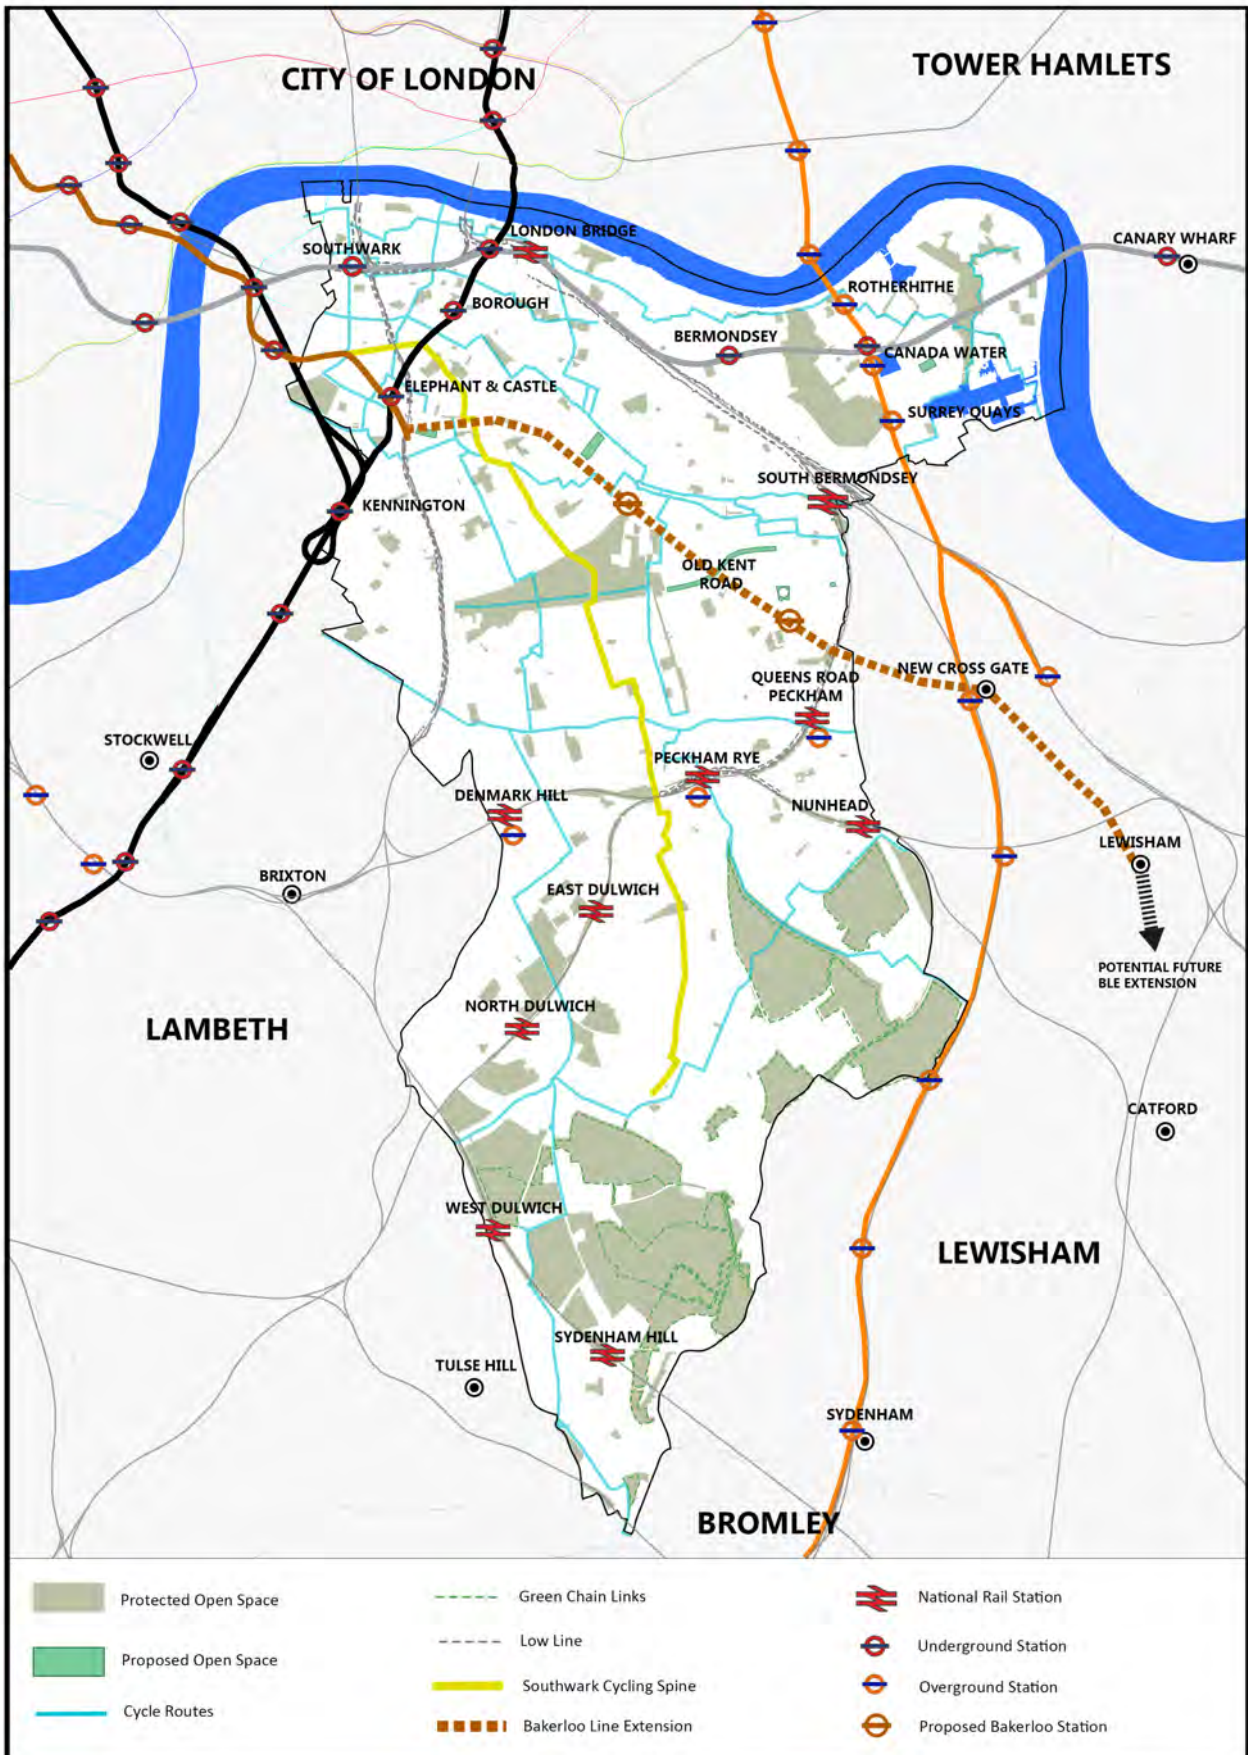 CITY OF LONDON
TOWER HAMLETS
LONDON BRIDGE
SOUTHWARK
CANARY WHARF
ROTHERHITHE
BOROUGH
BERMONDSEY
CANADA WATER
ELEPHANT & CASTLE
SURREY QUAYS
SOUTH BERMONDSEY
KENNINGTON
OLD KENT
ROAD
NEW CROSS GATE
QUEENS ROAD
PECKHAM
STOCKWELL
PECKHAM RYE
DENMARK HILL
NUNHEAD
LEWISHAM
BRIXTON
EAST DULWICH
POTENTIAL FUTURE
BLE EXTENSION
NORTH DULWICH
LAMBETH
CATFORD
WEST DULWICH
LEWISHAM
SYDENHAM HILL
TULSE HILL
SYDENHAM
BROMLEY
Protected Open Space
Proposed Open Space
Cycle Routes
Green Chain Links
Low Line
Southwark Cycling Spine
Bakerloo Line Extension
National Rail Station
Underground Station
Overground Station
Proposed Bakerloo Station